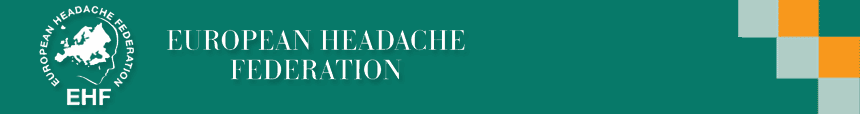 EUROPEAN HEADACHE FEDERATION
EHF
EUROPEAN HEADACHE
FEDERATION